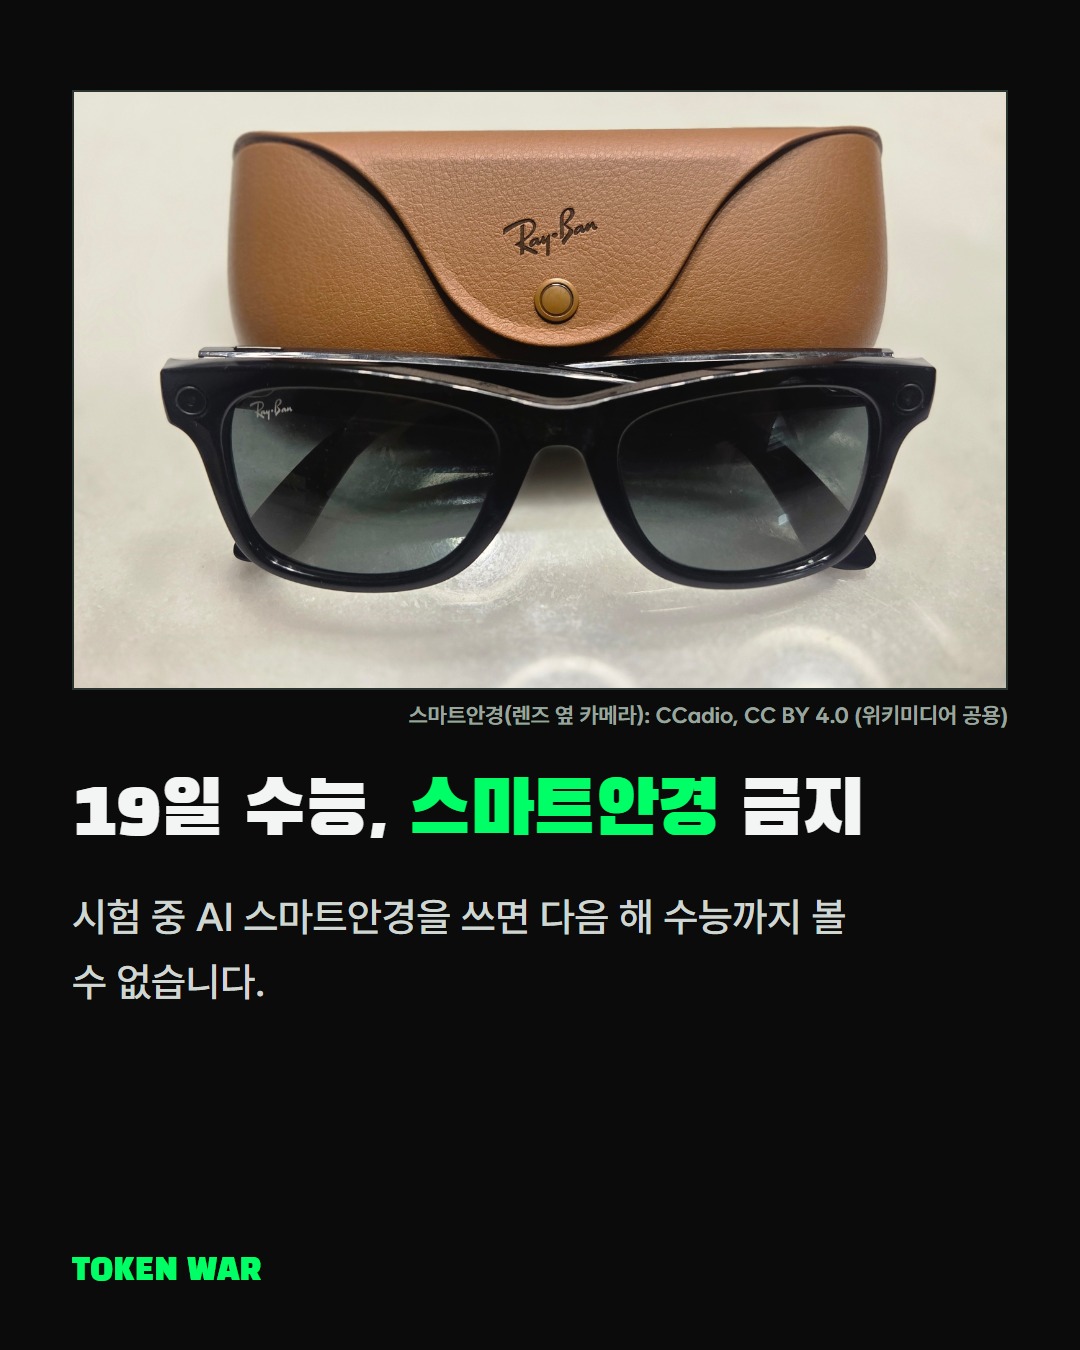 Ray-Ban
Ray-Ban
스마트안경(렌즈 옆 카메라): CCadio, CC BY 4.0 (위키미디어 공용)
19일 수능, 스마트안경 금지
시험 중 AI 스마트안경을 쓰면 다음 해 수능까지 볼
수 없습니다.
TOKEN WAR